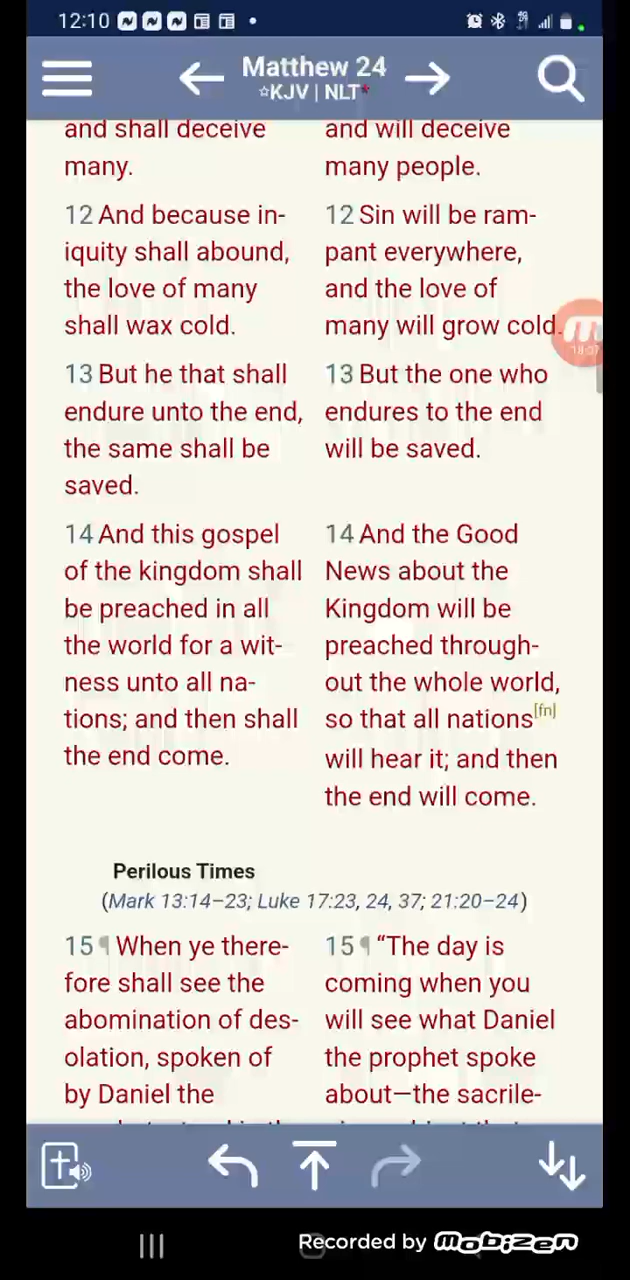 12:10
Matthew 24
☆KJV | NLT*
and shall deceive
many.
12 And because in-
iquity shall abound,
the love of many
shall wax cold.
13 But he that shall
endure unto the end,
the same shall be
saved.
14 And this gospel
of the kingdom shall
be preached in all
the world for a wit-
ness unto all na-
tions; and then shall
the end come.
and will deceive
many people.
12 Sin will be ram-
pant everywhere,
and the love of
many will grow cold.
13 But the one who
endures to the end
will be saved.
14 And the Good
News about the
Kingdom will be
preached through-
out the whole world,
so that all nations[fn]
will hear it; and then
the end will come.
18:07
Perilous Times
(Mark 13:14–23; Luke 17:23, 24, 37; 21:20–24)
15 ¶ When ye there-
fore shall see the
abomination of des-
olation, spoken of
by Daniel the
15 ¶ “The day is
coming when you
will see what Daniel
the prophet spoke
about—the sacrile-
Recorded by mobizen